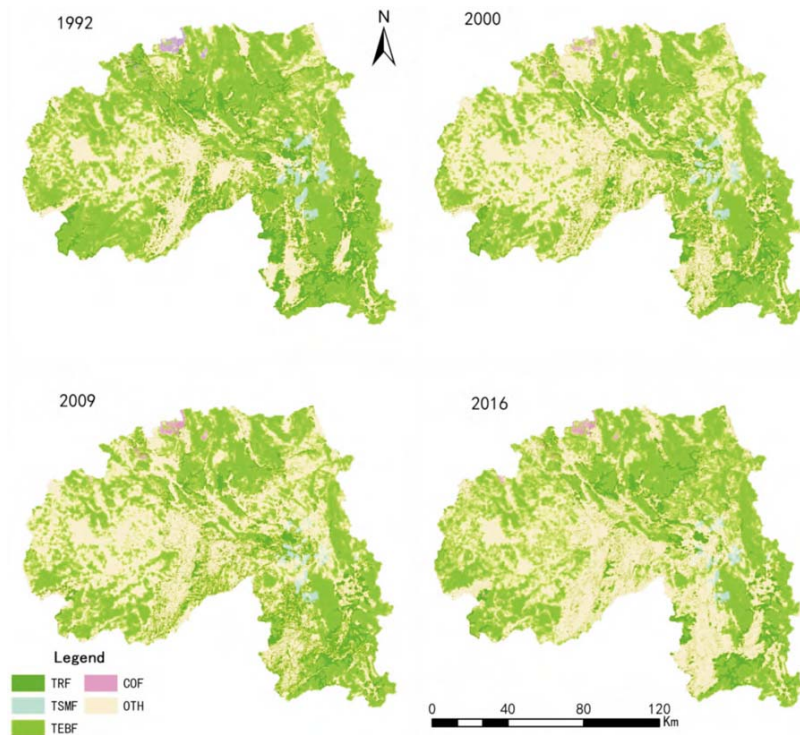 1992
N
2000
2009
2016
Legend
TRF COF
TSMF OTH
TEBF
0 40 80 120
Km